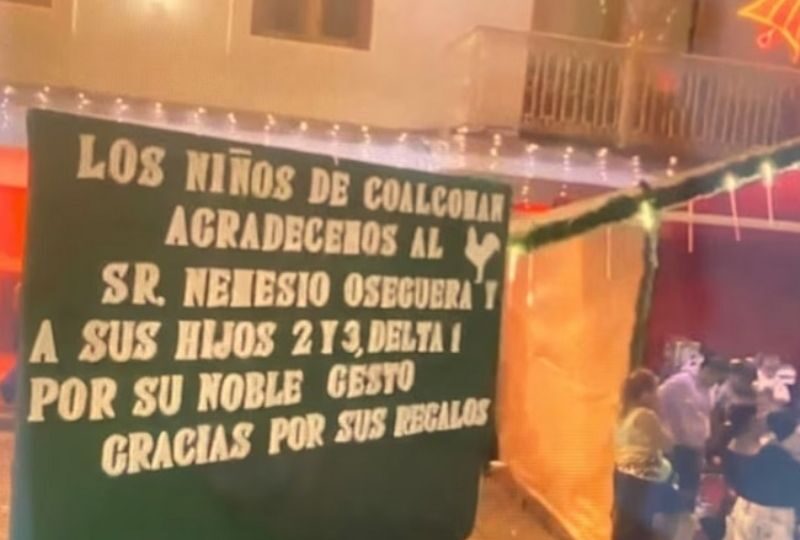 LOS NIÑOS DE COALCOMAN
AGRADECEMOS AL
SR. NEMESIO OSEGUERA Y
A SUS HIJOS 2 Y 3, DELTA 1
POR SU NOBLE GESTO
GRACIAS POR SUS REGALOS